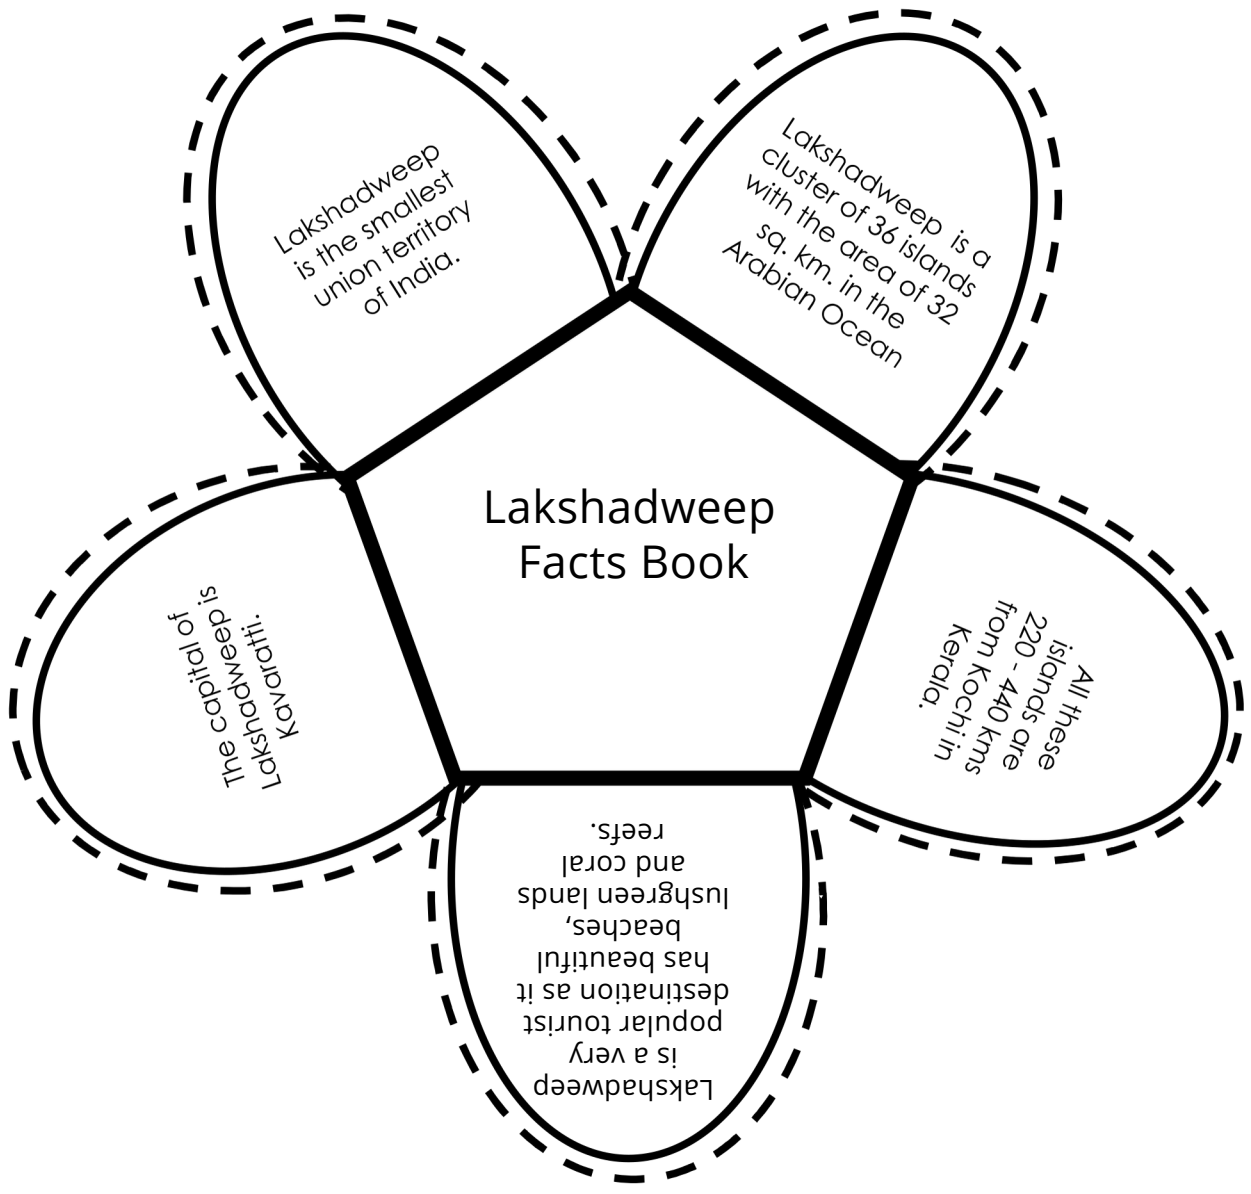 Lakshadweep
Facts Book
Lakshadweep
is the smallest
union territory
of India.
Lakshadweep is a
cluster of 36 islands
with the area of 32
sq. km. in the
Arabian Ocean
All these
islands are
220 - 440 kms
from Kochi in
Kerala.
Lakshadweep
is a very
popular tourist
destination as it
has beautiful
beaches,
lushgreen lands
and coral
reefs.
The capital of
Lakshadweep is
Kavaratti.